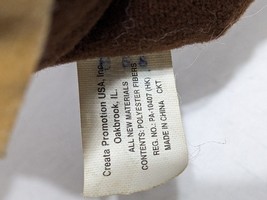 Creata Promotion USA, Inc.
Oakbrook, IL.
ALL NEW MATERIALS
CONTENTS: POLYESTER FIBERS
REG. NO.: PA-10407 (HK)
MADE IN CHINA CKT